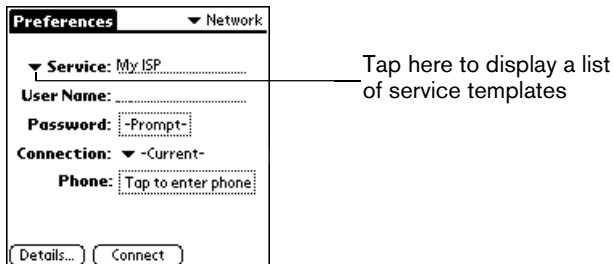 Preferences ▼ Network
▼ Service: My ISP
User Name:
Password: -Prompt-
Connection: ▼ -Current-
Phone: Tap to enter phone
Details... Connect
Tap here to display a list
of service templates